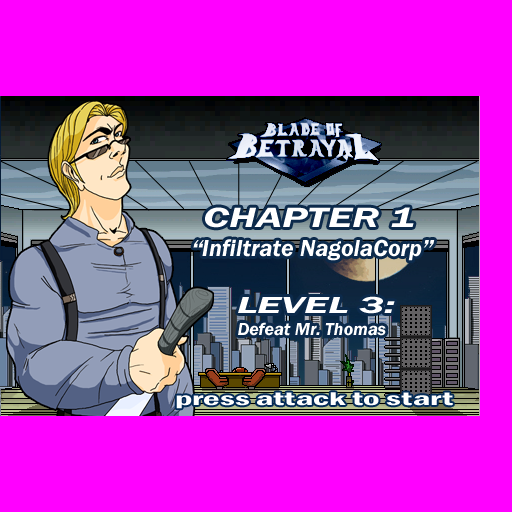 BLADE OF
BETRAYAL
CHAPTER 1
“Infiltrate NagolaCorp”
LEVEL 3:
Defeat Mr. Thomas
press attack to start